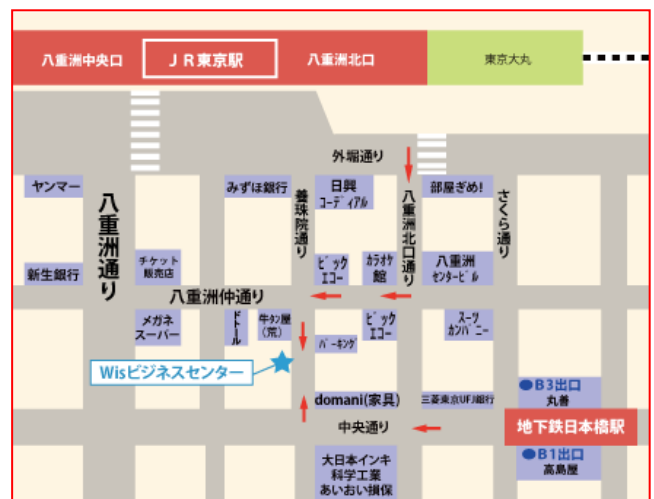 八重洲中央口
JR東京駅
八重洲北口
東京大丸
外堀通り
ヤンマー
八重洲通り
みずほ銀行
養珠院通り
日興
コーディアル
八重洲北口通り
部屋ぎめ!
さくら通り
新生銀行
チケット
販売店
ビック
エコー
カラオケ
館
八重洲
センタービル
八重洲仲通り
メガネ
スーパー
ドトール
牛タン屋
(荒)
パーキング
ビック
エコー
スーツ
カンパニー
Wisビジネスセンター
domani(家具)
三菱東京UFJ銀行
●B3出口
丸善
中央通り
地下鉄日本橋駅
大日本インキ
科学工業
あいおい損保
●B1出口
高島屋